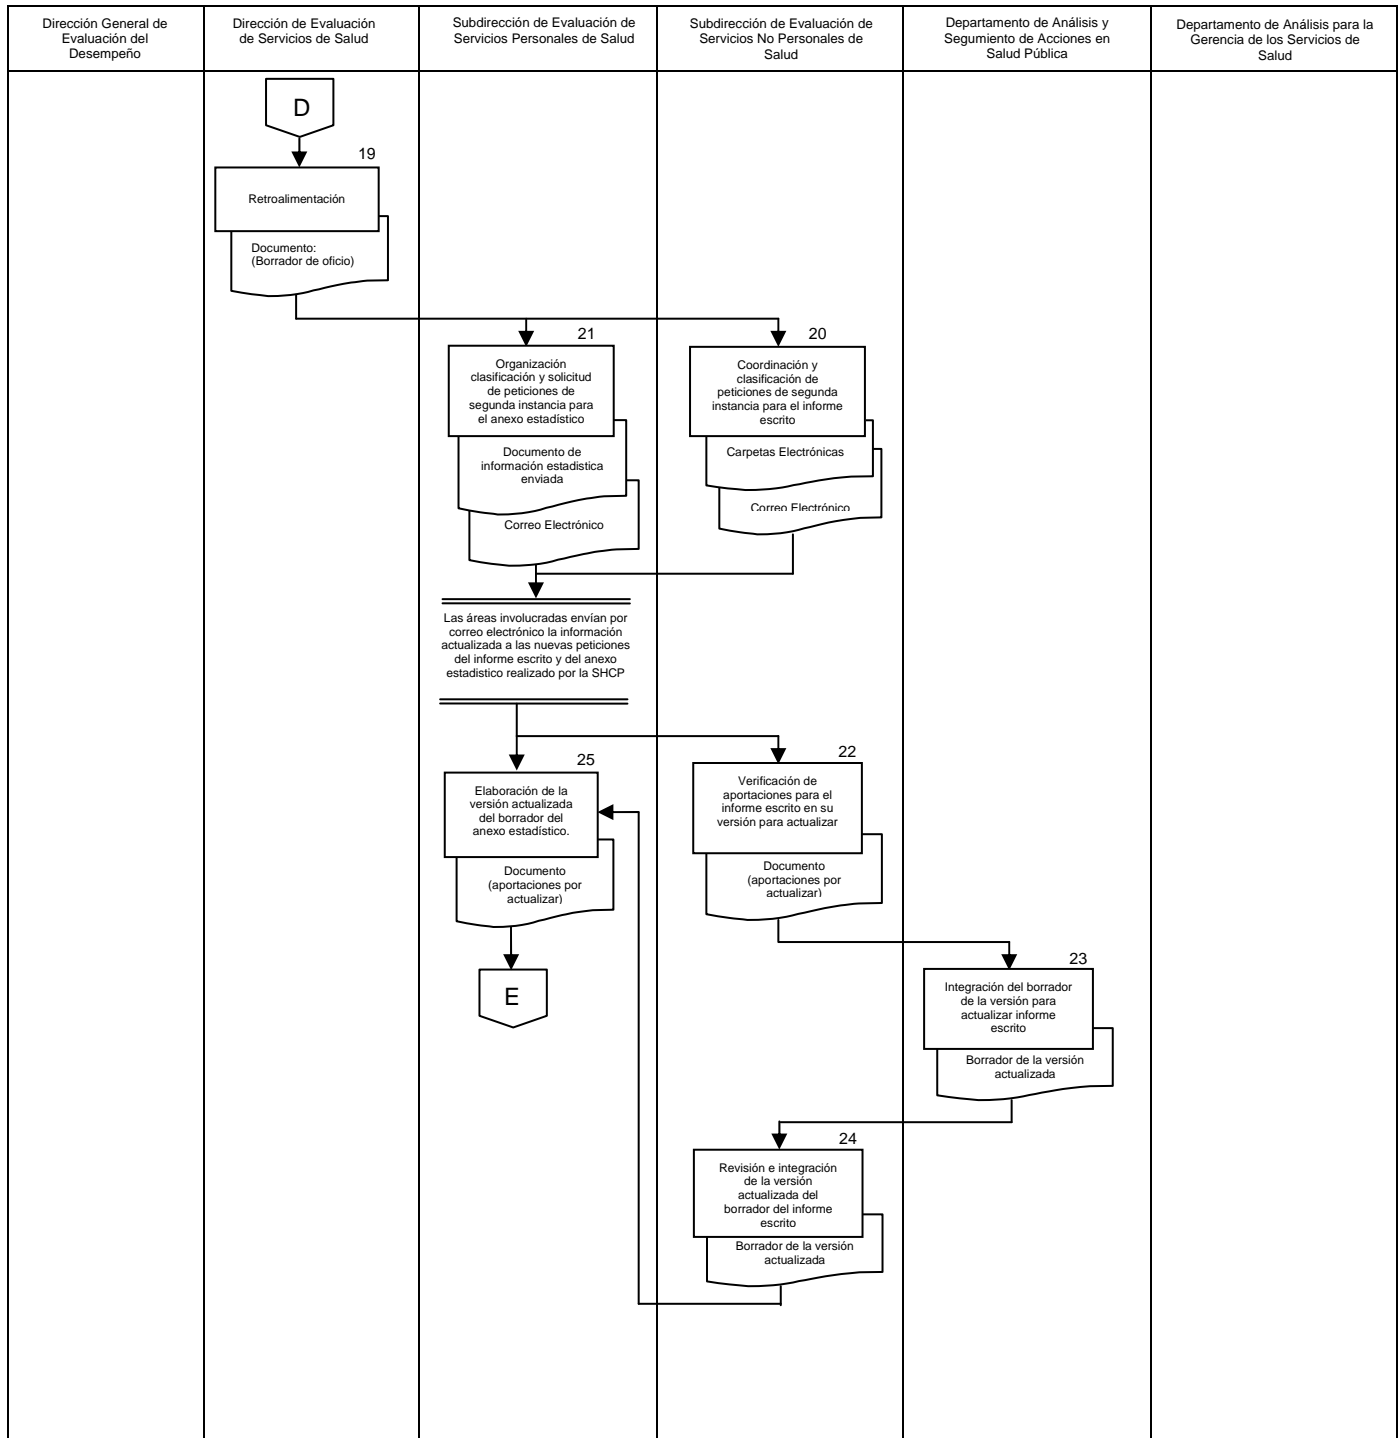 Dirección General de
Evaluación del
Desempeño
Dirección de Evaluación
de Servicios de Salud
Subdirección de Evaluación de
Servicios Personales de Salud
Subdirección de Evaluación de
Servicios No Personales de
Salud
Departamento de Análisis y
Segumiento de Acciones en
Salud Pública
Departamento de Análisis para la
Gerencia de los Servicios de
Salud
D
19
Retroalimentación
Documento:
(Borrador de oficio)
21
Organización
clasificación y solicitud
de peticiones de
segunda instancia para
el anexo estadístico
Documento de
información estadistica
enviada
Correo Electrónico
20
Coordinación y
clasificación de
peticiones de segunda
instancia para el informe
escrito
Carpetas Electrónicas
Correo Electrónico
Las áreas involucradas envían por
correo electrónico la información
actualizada a las nuevas peticiones
del informe escrito y del anexo
estadistico realizado por la SHCP
25
Elaboración de la
versión actualizada
del borrador del
anexo estadístico.
Documento
(aportaciones por
actualizar)
E
22
Verificación de
aportaciones para el
informe escrito en su
versión para actualizar
Documento
(aportaciones por
actualizar)
23
Integración del borrador
de la versión para
actualizar informe
escrito
Borrador de la versión
actualizada
24
Revisión e integración
de la versión
actualizada del
borrador del informe
escrito
Borrador de la versión
actualizada